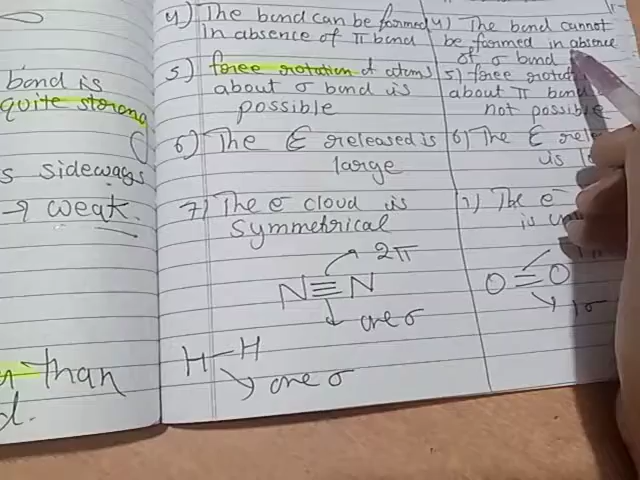 bond is
quite strong
s sideways
→ weak.
than
d.
4) The bond can be formed
in absence of π bond
5) free rotation of atoms
about σ bond is
possible
6) The E released is
large
7) The e⁻ cloud is
symmetrical
2π
N≡N
one σ
H-H
one σ
4) The bond cannot
be formed in absence
of σ bond
5) free
about π bond
not possible
6) The E
is
7) The e⁻
is
O=O
1σ